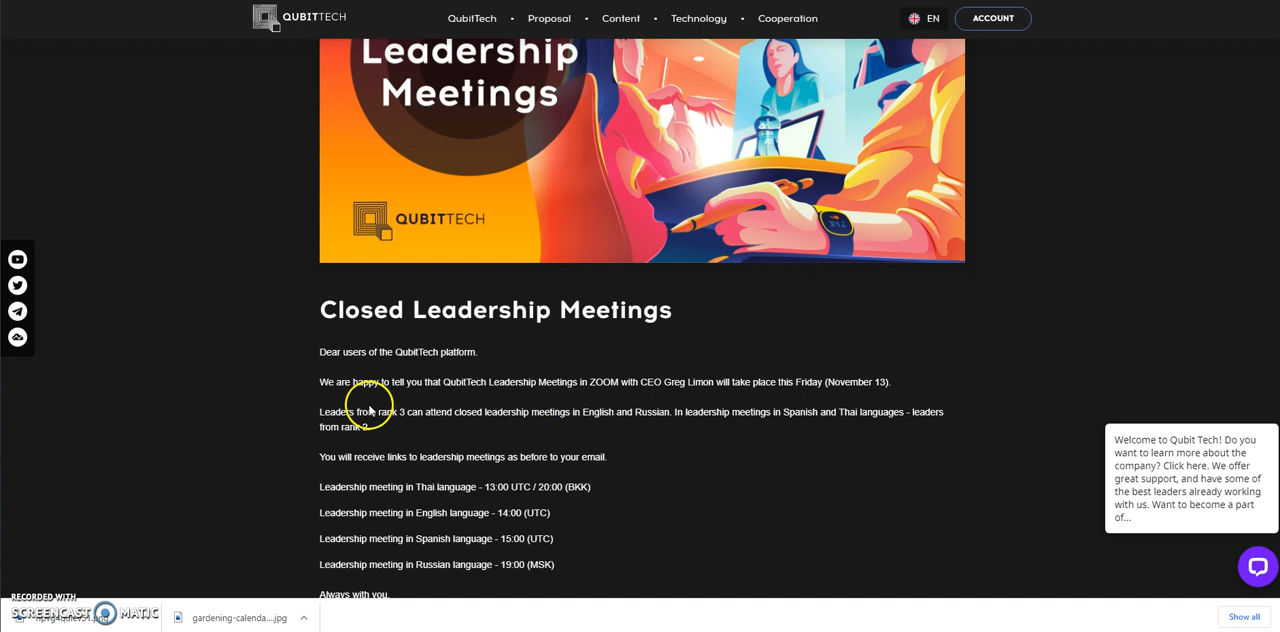 QUBITTECH
QubitTech • Proposal • Content • Technology • Cooperation
EN
ACCOUNT
Leadership
Meetings
QUBITTECH
Closed Leadership Meetings
Dear users of the QubitTech platform.
We are happy to tell you that QubitTech Leadership Meetings in ZOOM with CEO Greg Limon will take place this Friday (November 13).
Leaders from rank 3 can attend closed leadership meetings in English and Russian. In leadership meetings in Spanish and Thai languages - leaders
from rank 2.
You will receive links to leadership meetings as before to your email.
Leadership meeting in Thai language - 13:00 UTC / 20:00 (BKK)
Leadership meeting in English language - 14:00 (UTC)
Leadership meeting in Spanish language - 15:00 (UTC)
Leadership meeting in Russian language - 19:00 (MSK)
Always with you,
Welcome to Qubit Tech! Do you
want to learn more about the
company? Click here. We offer
great support, and have some of
the best leaders already working
with us. Want to become a part
of...
RECORDED WITH
SCREENCAST MATIC
gardening-calenda....jpg
Show all